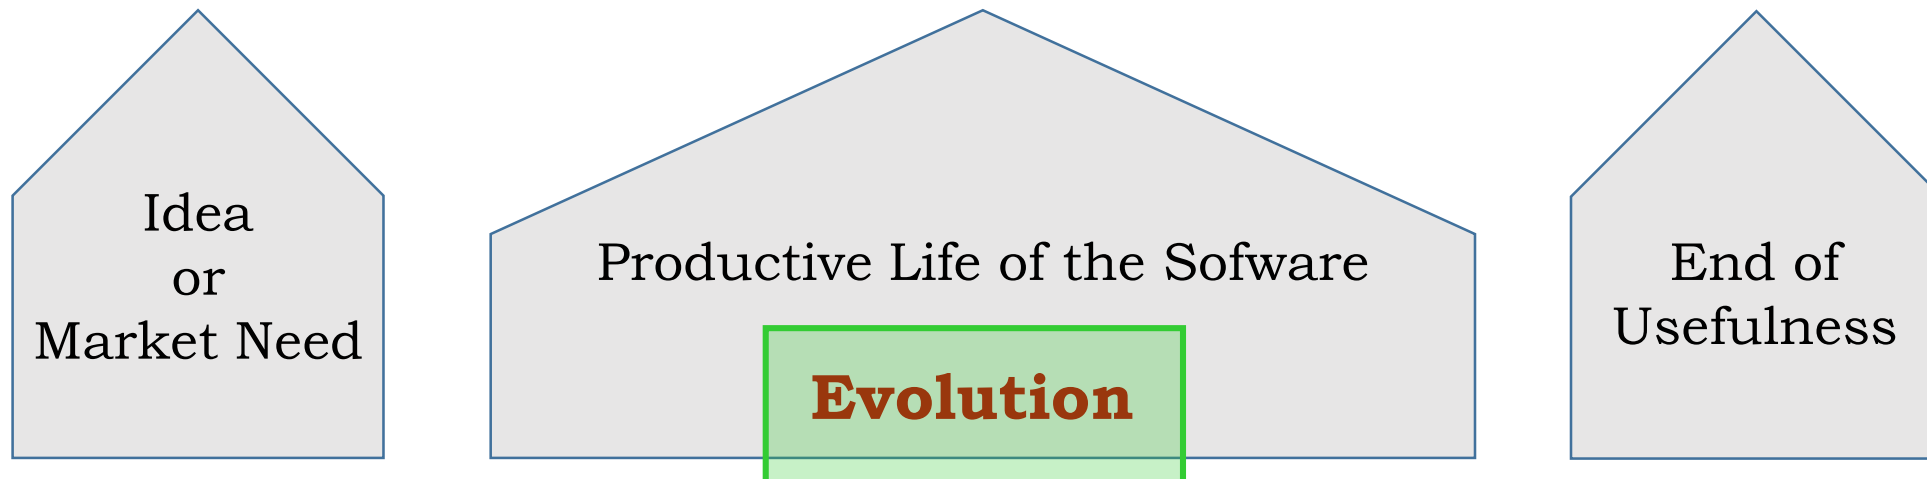 Idea
or
Market Need
Productive Life of the Sofware
Evolution
End of
Usefulness